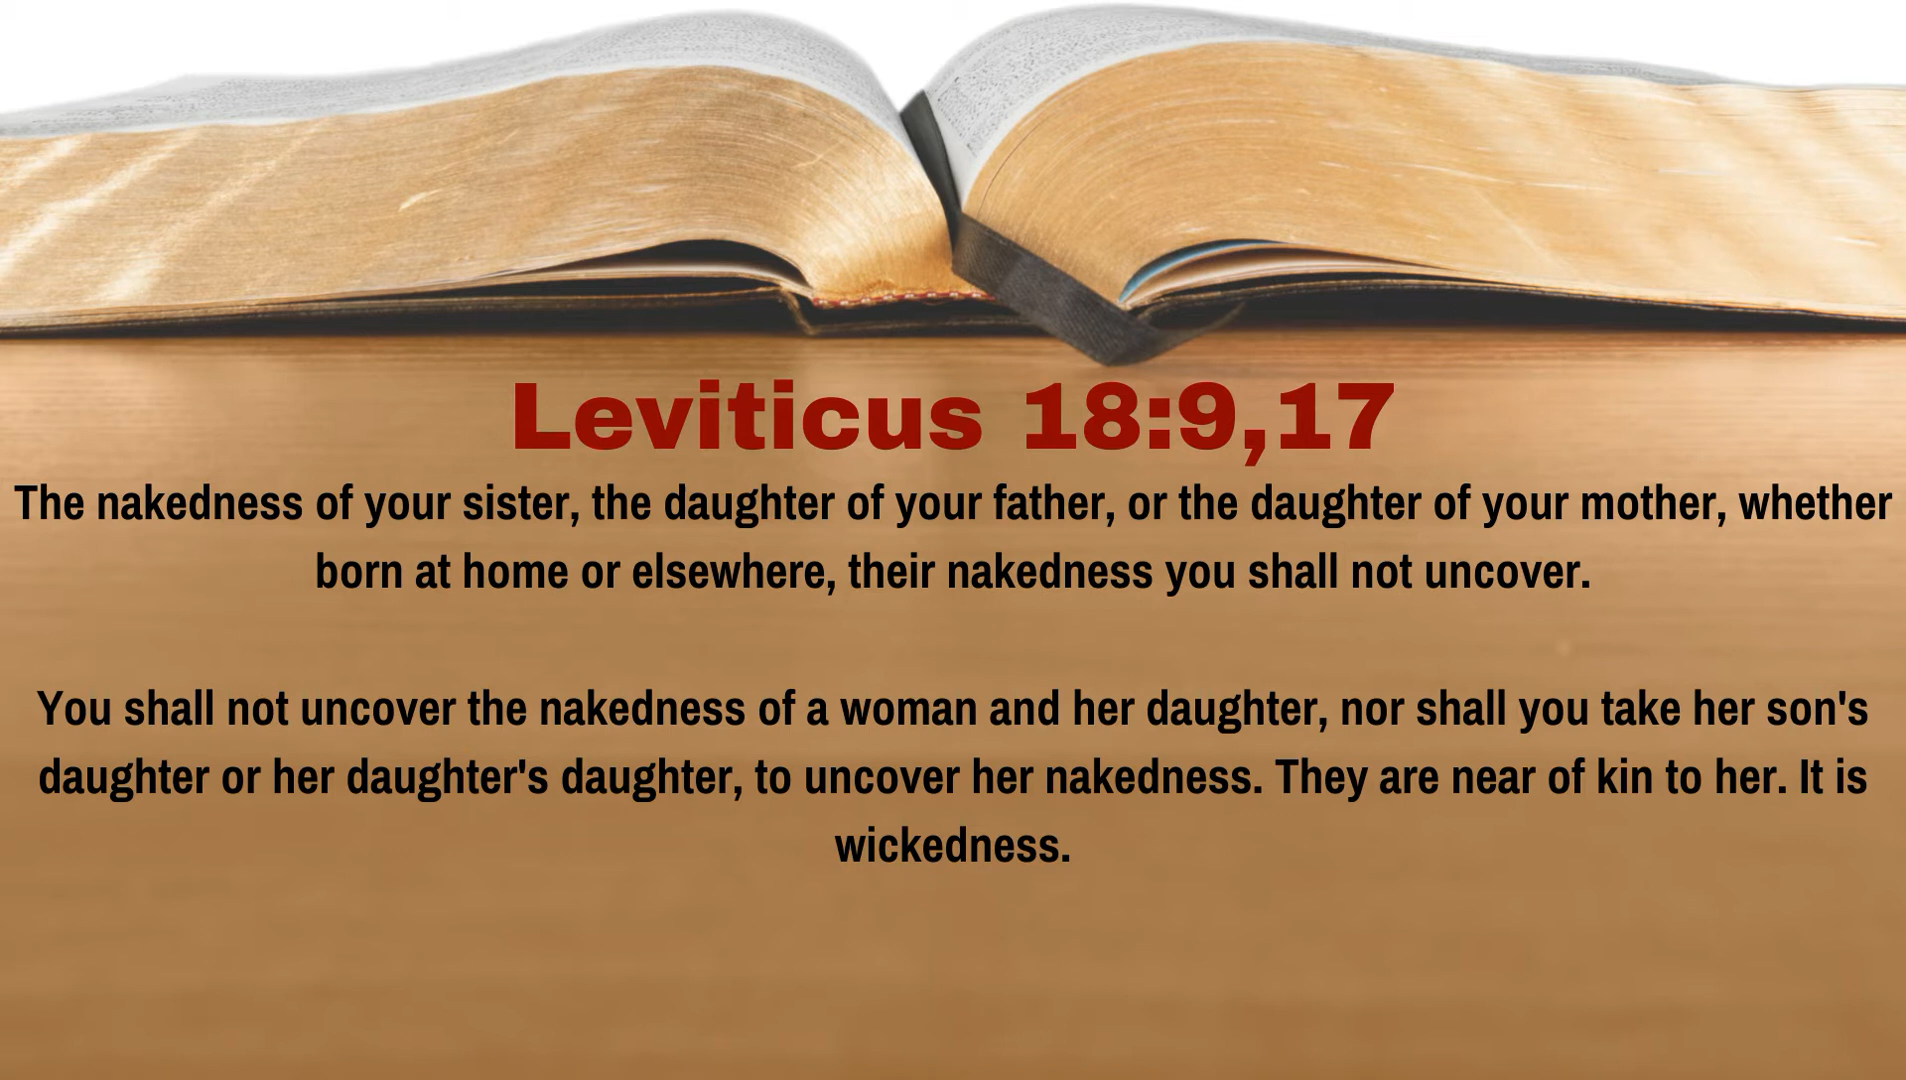 Leviticus 18:9,17
The nakedness of your sister, the daughter of your father, or the daughter of your mother, whether
born at home or elsewhere, their nakedness you shall not uncover.
You shall not uncover the nakedness of a woman and her daughter, nor shall you take her son's
daughter or her daughter's daughter, to uncover her nakedness. They are near of kin to her. It is
wickedness.